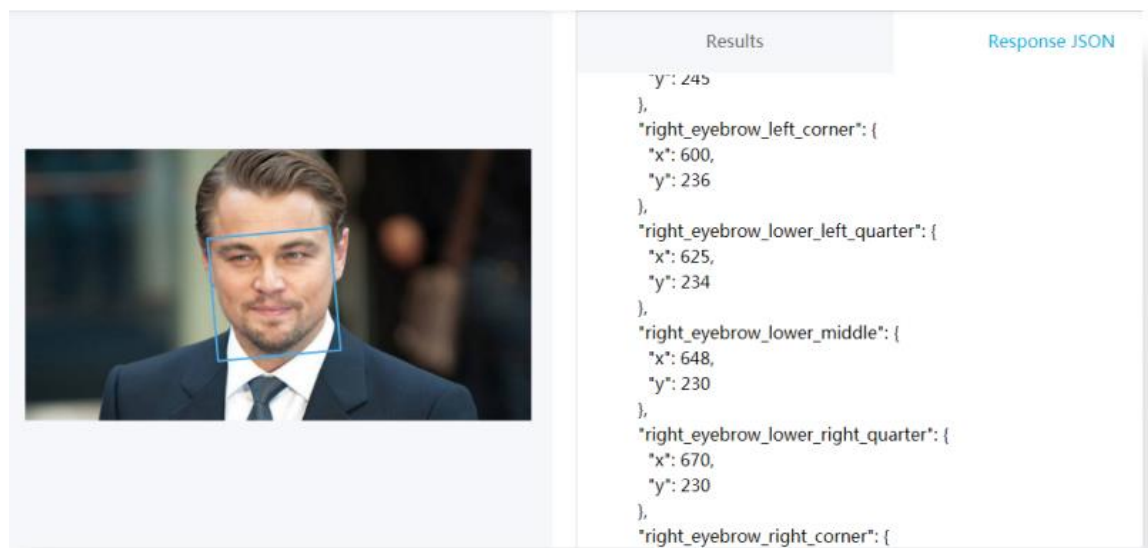 Results
Response JSON
"y": 245
},
"right_eyebrow_left_corner": {
"x": 600,
"y": 236
},
"right_eyebrow_lower_left_quarter": {
"x": 625,
"y": 234
},
"right_eyebrow_lower_middle": {
"x": 648,
"y": 230
},
"right_eyebrow_lower_right_quarter": {
"x": 670,
"y": 230
},
"right_eyebrow_right_corner": {